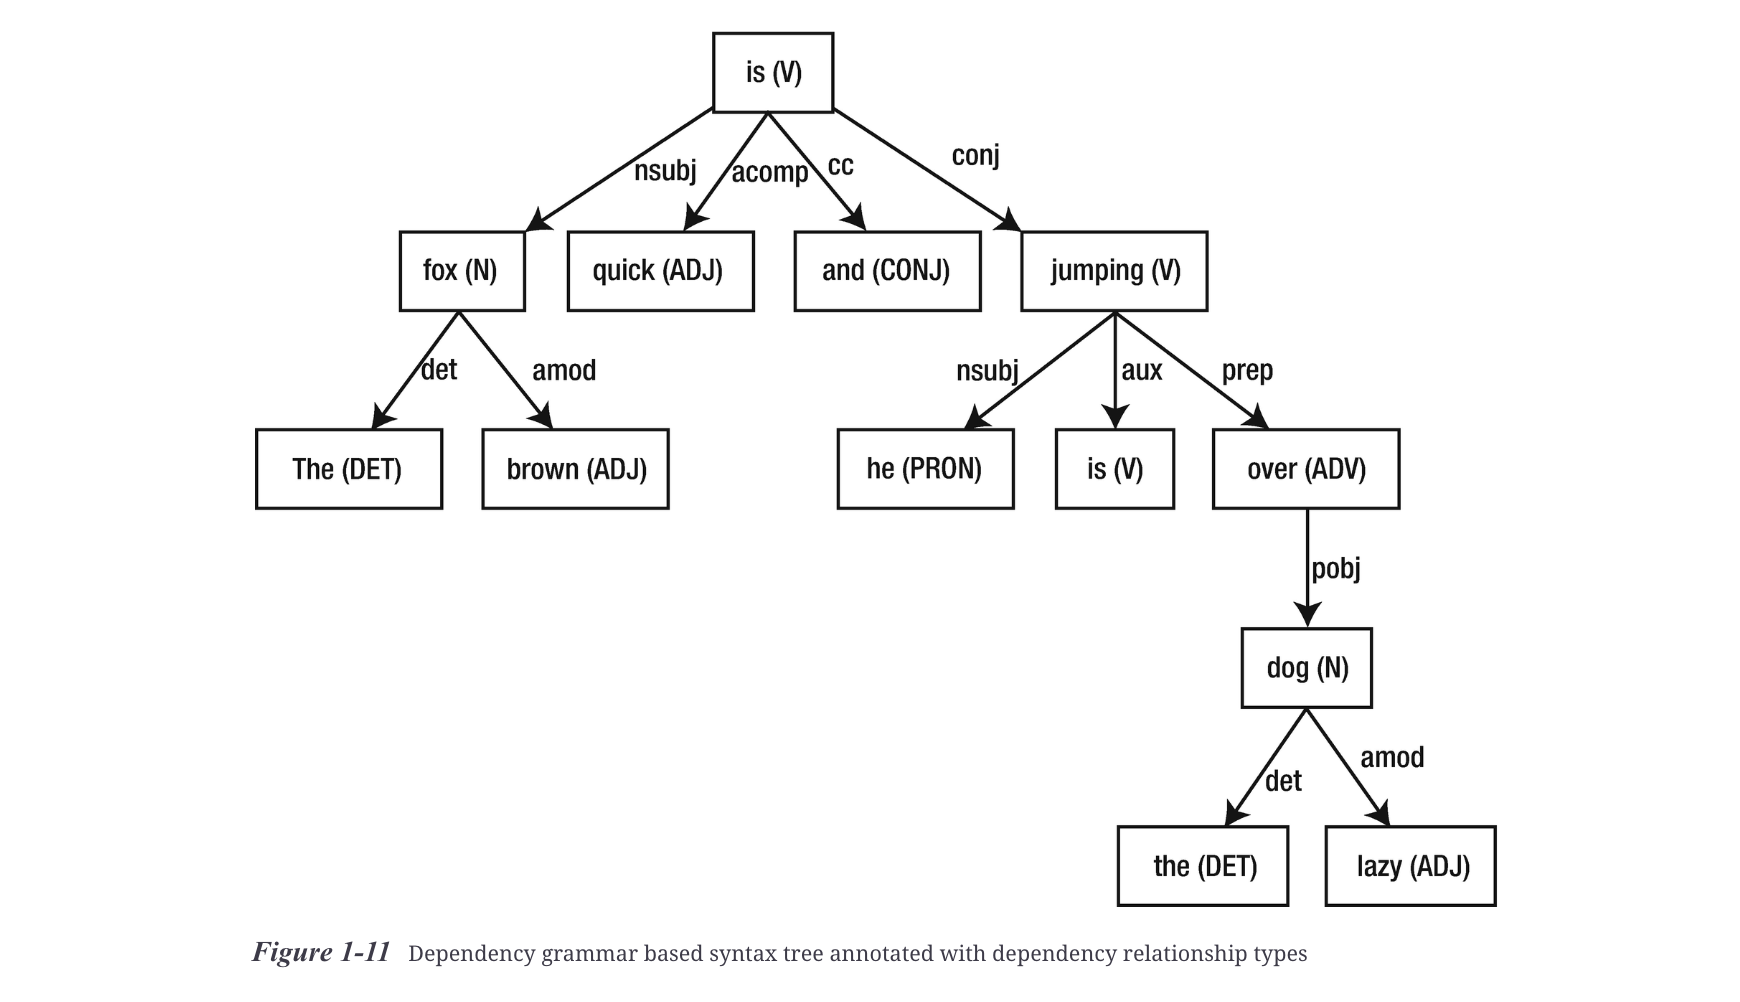 is (V)
nsubj
acomp
cc
conj
fox (N)
quick (ADJ)
and (CONJ)
jumping (V)
det
amod
nsubj
aux
prep
The (DET)
brown (ADJ)
he (PRON)
is (V)
over (ADV)
pobj
dog (N)
det
amod
the (DET)
lazy (ADJ)
Figure 1-11 Dependency grammar based syntax tree annotated with dependency relationship types